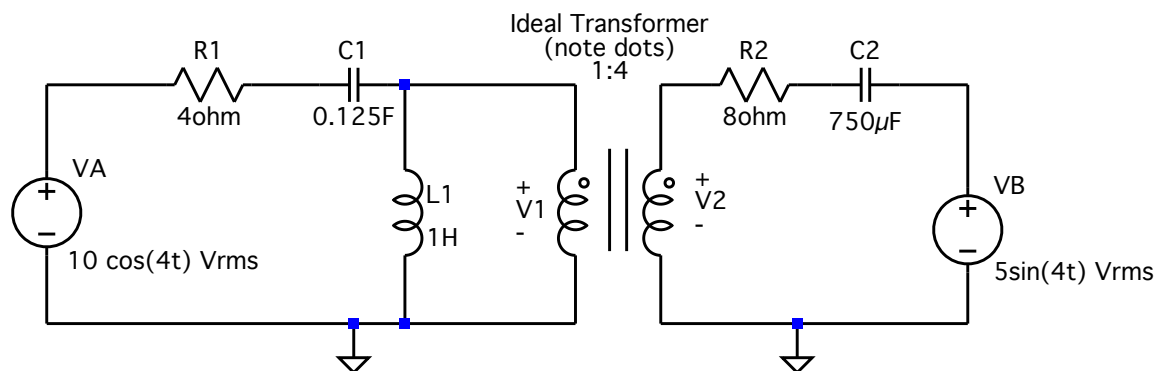 Ideal Transformer
(note dots)
1:4
R1
4ohm
C1
0.125F
R2
8ohm
C2
750µF
VA
+
−
10 cos(4t) Vrms
L1
1H
+
V1
-
+
V2
-
VB
+
−
5sin(4t) Vrms